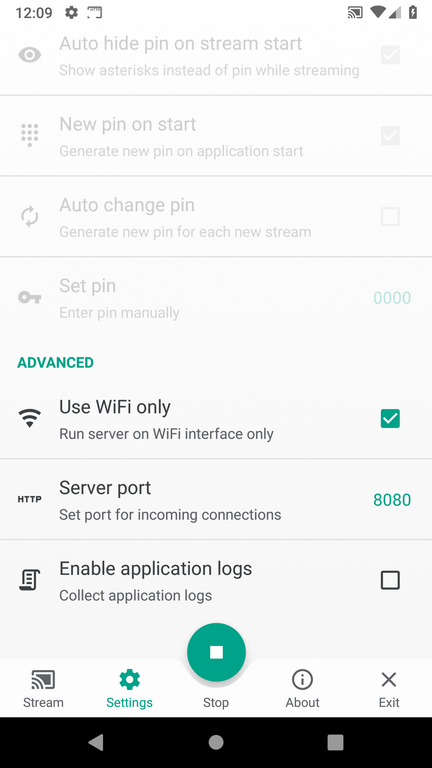 12:09
Auto hide pin on stream start
Show asterisks instead of pin while streaming
New pin on start
Generate new pin on application start
Auto change pin
Generate new pin for each new stream
Set pin
Enter pin manually
0000
ADVANCED
Use WiFi only
Run server on WiFi interface only
HTTP
Server port
Set port for incoming connections
8080
Enable application logs
Collect application logs
Stream
Settings
Stop
About
Exit